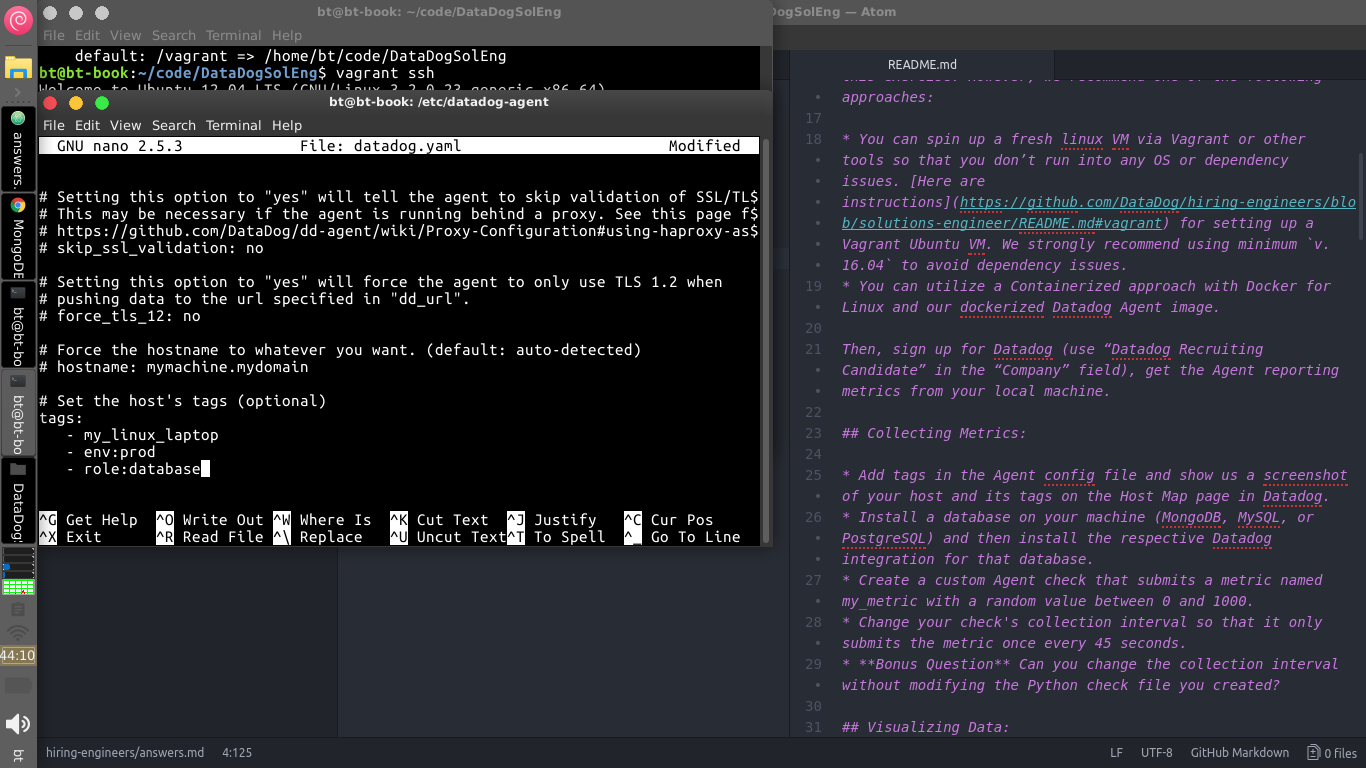 bt@bt-book: ~/code/DataDogSolEng
File Edit View Search Terminal Help
default: /vagrant => /home/bt/code/DataDogSolEng
bt@bt-book:~/code/DataDogSolEng$ vagrant ssh
Welcome to Ubuntu 12.04 LTS (GNU/Linux 3.2.0-23-generic x86_64)
bt@bt-book: /etc/datadog-agent
File Edit View Search Terminal Help
GNU nano 2.5.3 File: datadog.yaml Modified
# Setting this option to "yes" will tell the agent to skip validation of SSL/TL$
# This may be necessary if the agent is running behind a proxy. See this page f$
# https://github.com/DataDog/dd-agent/wiki/Proxy-Configuration#using-haproxy-as$
# skip_ssl_validation: no
# Setting this option to "yes" will force the agent to only use TLS 1.2 when
# pushing data to the url specified in "dd_url".
# force_tls_12: no
# Force the hostname to whatever you want. (default: auto-detected)
# hostname: mymachine.mydomain
# Set the host's tags (optional)
tags:
- my_linux_laptop
- env:prod
- role:database
^G Get Help ^O Write Out ^W Where Is ^K Cut Text ^J Justify ^C Cur Pos
^X Exit ^R Read File ^\ Replace ^U Uncut Text ^T To Spell ^_ Go To Line
answers.
MongoDB
bt@bt-bo
bt@bt-bo
DataDog
44:10
bt
DogSolEng — Atom
README.md
this exercise. However, we recommend one of the following
approaches:
17
18 * You can spin up a fresh linux VM via Vagrant or other
tools so that you don’t run into any OS or dependency
issues. [Here are
instructions](https://github.com/DataDog/hiring-engineers/blo
b/solutions-engineer/README.md#vagrant) for setting up a
Vagrant Ubuntu VM. We strongly recommend using minimum `v.
16.04` to avoid dependency issues.
19 * You can utilize a Containerized approach with Docker for
Linux and our dockerized Datadog Agent image.
20
21 Then, sign up for Datadog (use “Datadog Recruiting
Candidate” in the “Company” field), get the Agent reporting
metrics from your local machine.
22
23 ## Collecting Metrics:
24
25 * Add tags in the Agent config file and show us a screenshot
of your host and its tags on the Host Map page in Datadog.
26 * Install a database on your machine (MongoDB, MySQL, or
PostgreSQL) and then install the respective Datadog
integration for that database.
27 * Create a custom Agent check that submits a metric named
my_metric with a random value between 0 and 1000.
28 * Change your check's collection interval so that it only
submits the metric once every 45 seconds.
29 * **Bonus Question** Can you change the collection interval
without modifying the Python check file you created?
30
31 ## Visualizing Data:
hiring-engineers/answers.md 4:125 LF UTF-8 GitHub Markdown 0 files